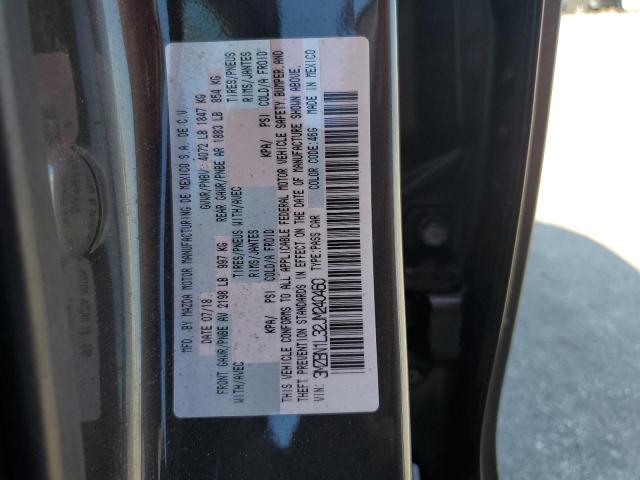 MFD BY MAZDA MOTOR MANUFACTURING DE MEXICO S.A. DE C.V.
DATE 07/18 GVWR/PNBV 4072 LB 1847 KG
FRONT GAWR/PNBE AV 2198 LB 997 KG REAR GAWR/PNBE AR 1883 LB 854 KG
WITH/AVEC TIRES/PNEUS WITH/AVEC TIRES/PNEUS
RIMS/JANTES RIMS/JANTES
KPA/ PSI COLD/A FROID KPA/ PSI COLD/A FROID
THIS VEHICLE CONFORMS TO ALL APPLICABLE FEDERAL MOTOR VEHICLE SAFETY, BUMPER, AND
THEFT PREVENTION STANDARDS IN EFFECT ON THE DATE OF MANUFACTURE SHOWN ABOVE.
VIN: 3MZBN1L32JM240460 TYPE:PASS CAR COLOR CODE:46G MADE IN MEXICO